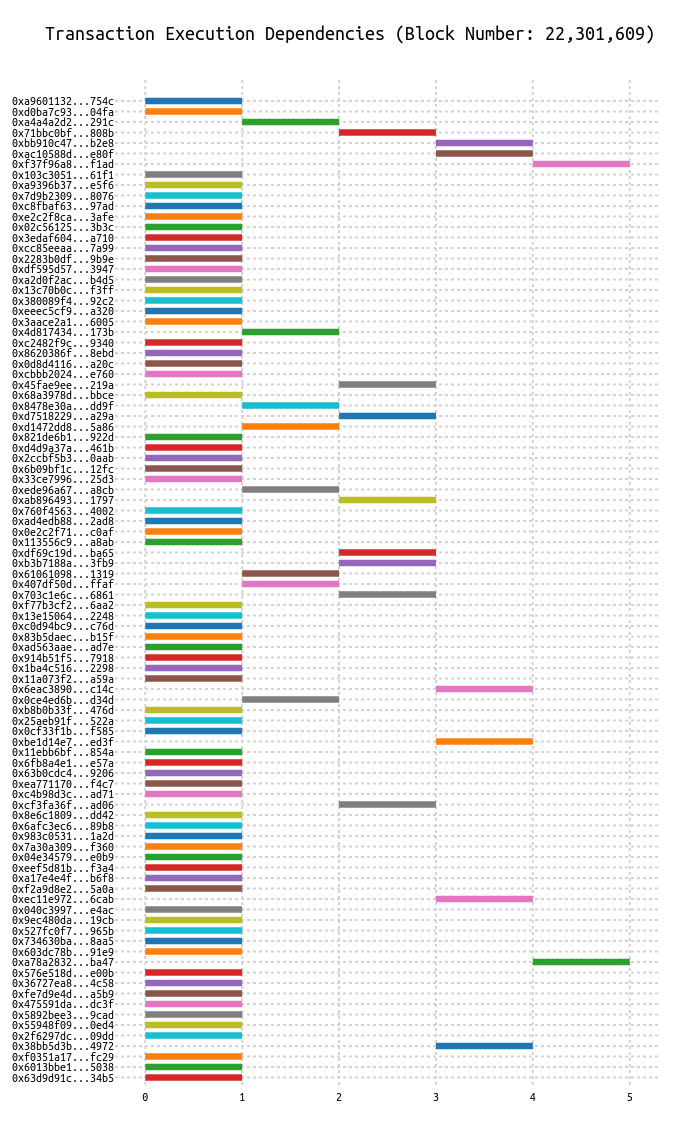 Transaction Execution Dependencies (Block Number: 22,301,609)
0xa9601132...754c
0xd0ba7c93...04fa
0xa4a4a2d2...291c
0x71bbc0bf...808b
0xbb910c47...b2e8
0xac10588d...e80f
0xf37f96a8...f1ad
0x103c3051...61f1
0xa9396b37...e5f6
0x7d9b2309...8076
0xc8fbaf63...97ad
0xe2c2f8ca...3afe
0x02c56125...3b3c
0x3edaf604...a710
0xcc85eeaa...7a99
0x2283b0df...9b9e
0xdf595d57...3947
0xa2d0f2ac...b4d5
0x13c70b0c...f3ff
0x380089f4...92c2
0xeeec5cf9...a320
0x3aace2a1...6005
0x4d817434...173b
0xc2482f9c...9340
0x8620386f...8ebd
0x0d8d4116...a20c
0xcbbb2024...e760
0x45fae9ee...219a
0x68a3978d...bbce
0x8478e30a...dd9f
0xd7518229...a29a
0xd1472dd8...5a86
0x821de6b1...922d
0xd4d9a37a...461b
0x2ccbf5b3...0aab
0x6b09bf1c...12fc
0x33ce7996...25d3
0xede96a67...a8cb
0xab896493...1797
0x760f4563...4002
0xad4edb88...2ad8
0x0e2c2f71...c0af
0x113556c9...a8ab
0xdf69c19d...ba65
0xb3b7188a...3fb9
0x61061098...1319
0x407df50d...ffaf
0x703c1e6c...6861
0xf77b3cf2...6aa2
0x13e15064...2248
0xc0d94bc9...c76d
0x83b5daec...b15f
0xad563aae...ad7e
0x914b51f5...7918
0x1ba4c516...2298
0x11a073f2...a59a
0x6eac3890...c14c
0x0ce4ed6b...d34d
0xb8b0b33f...476d
0x25aeb91f...522a
0x0cf33f1b...f585
0xbe1d14e7...ed3f
0x11ebb6bf...854a
0x6fb8a4e1...e57a
0x63b0cdc4...9206
0xea771170...f4c7
0xc4b98d3c...ad71
0xcf3fa36f...ad06
0x8e6c1809...dd42
0x6afc3ec6...89b8
0x983c0531...1a2d
0x7a30a309...f360
0x04e34579...e0b9
0xeef5d81b...f3a4
0xa17e4e4f...b6f8
0xf2a9d8e2...5a0a
0xec11e972...6cab
0x040c3997...e4ac
0x9ec480da...19cb
0x527fc0f7...965b
0x734630ba...8aa5
0x603dc78b...91e9
0xa78a2832...ba47
0x576e518d...e00b
0x36727ea8...4c58
0xfe7d9e4d...a5b9
0x475591da...dc3f
0x5892bee3...9cad
0x55948f09...0ed4
0x2f6297dc...09dd
0x38bb5d3b...4972
0xf0351a17...fc29
0x6013bbe1...5038
0x63d9d91c...34b5
0 1 2 3 4 5